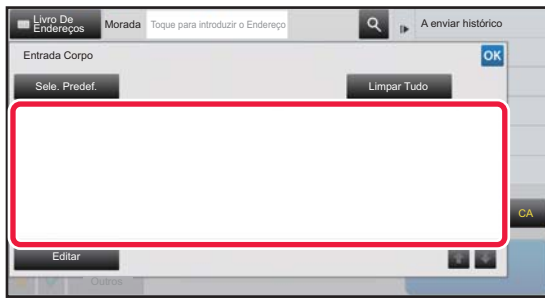 Livro De
Endereços
Morada
Toque para introduzir o Endereço
A enviar histórico
Entrada Corpo
OK
Sele. Predef.
Limpar Tudo
CA
Editar
Outros